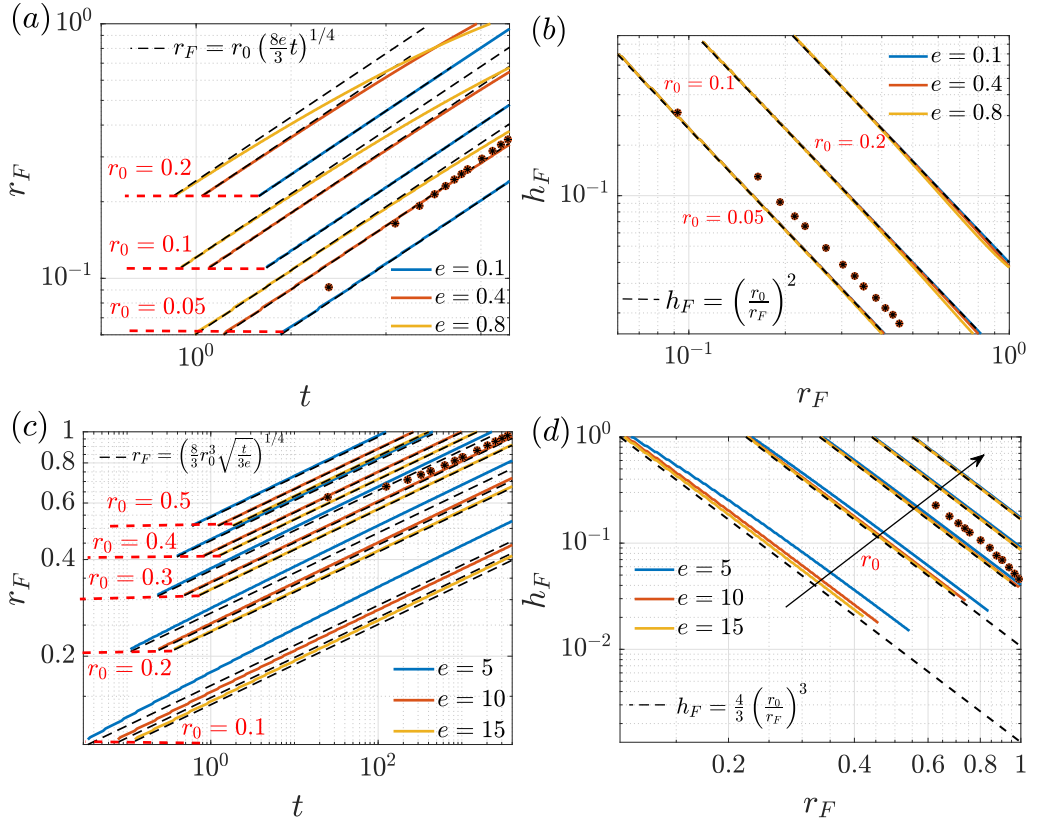 (a)
10^0
r_F = r_0 (8e/3 t)^{1/4}
r_0 = 0.2
r_0 = 0.1
r_0 = 0.05
10^{-1}
r_F
e = 0.1
e = 0.4
e = 0.8
10^0
t
(b)
h_F
e = 0.1
e = 0.4
e = 0.8
r_0 = 0.1
r_0 = 0.2
r_0 = 0.05
10^{-1}
h_F = (r_0/r_F)^2
10^{-1}
10^0
r_F
(c)
1
0.8
0.6
0.4
0.2
r_F
r_F = (8/3 r_0^3 √(t/3e))^{1/4}
r_0 = 0.5
r_0 = 0.4
r_0 = 0.3
r_0 = 0.2
r_0 = 0.1
e = 5
e = 10
e = 15
10^0
10^2
t
(d)
10^0
10^{-1}
10^{-2}
h_F
r_0
e = 5
e = 10
e = 15
h_F = 4/3 (r_0/r_F)^3
0.2
0.4
0.6
0.8
1
r_F